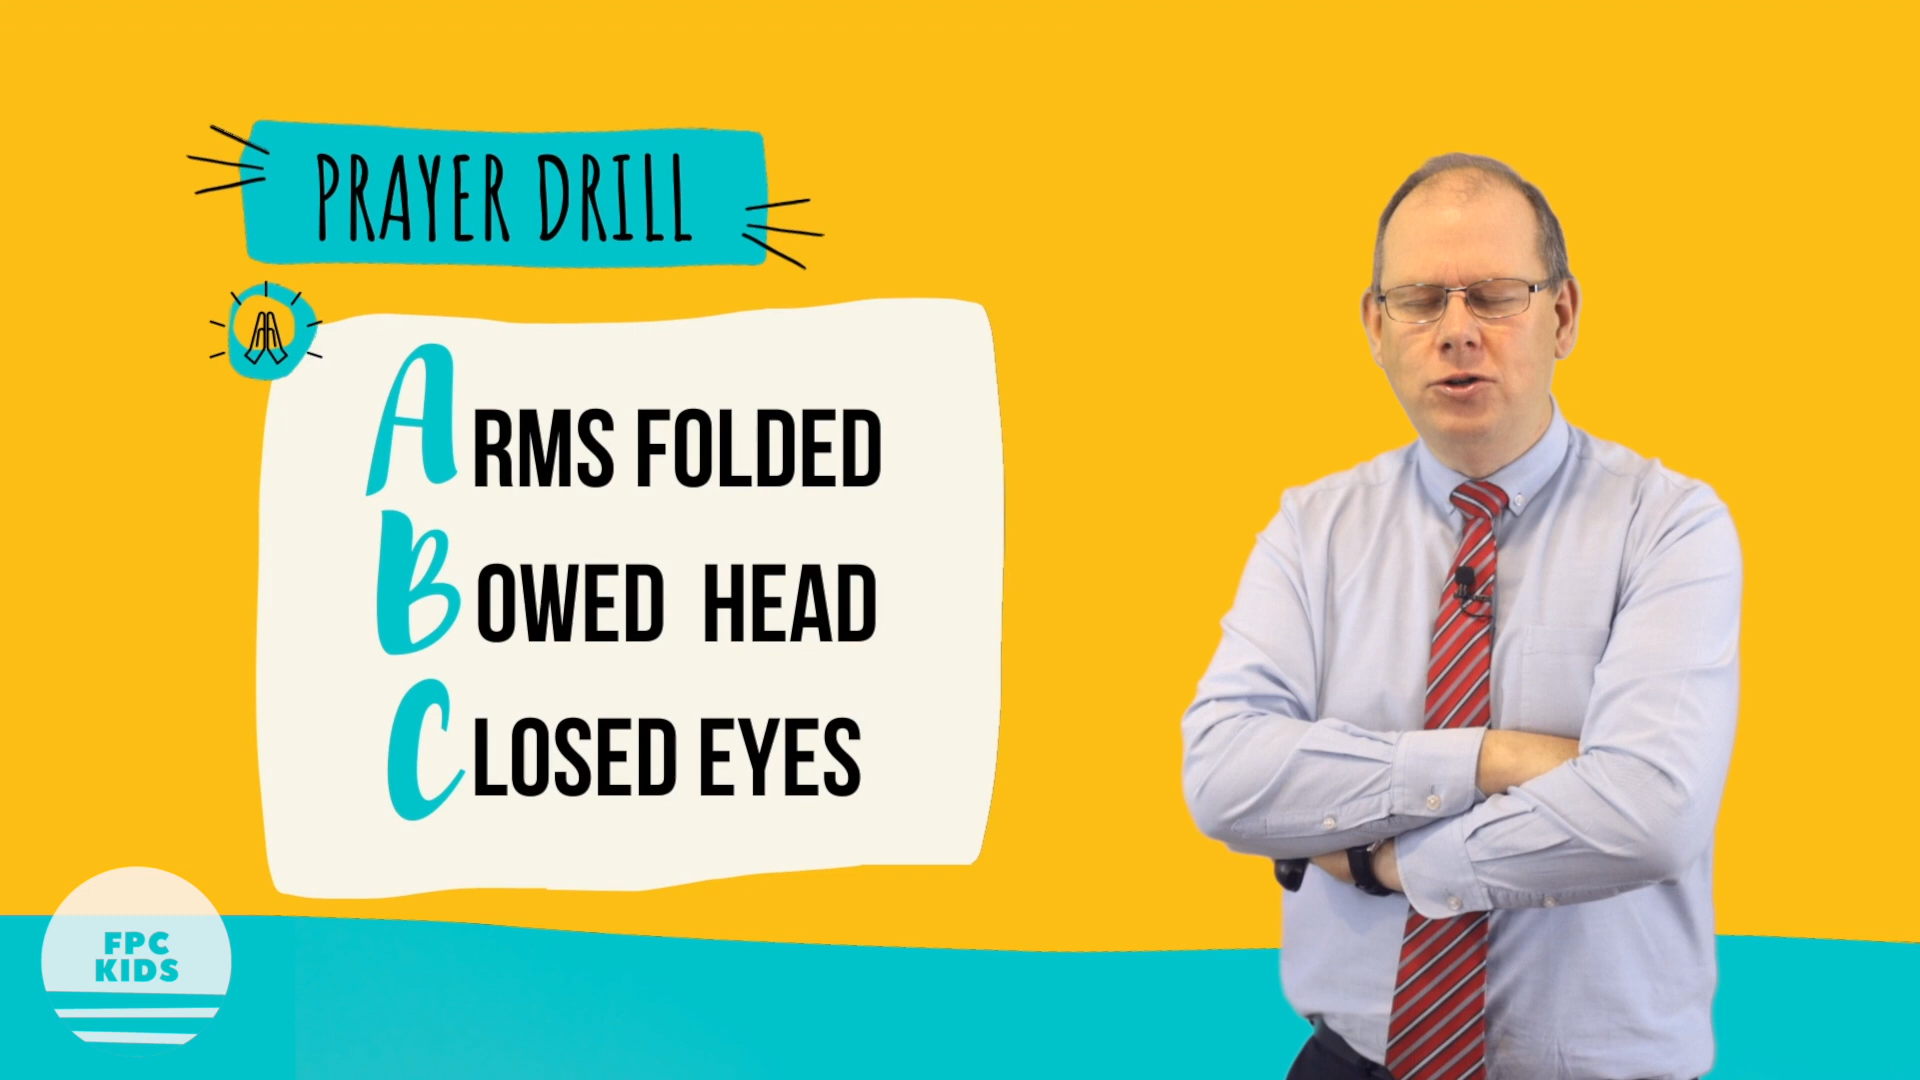 PRAYER DRILL
ARMS FOLDED
BOWED HEAD
CLOSED EYES
FPC
KIDS